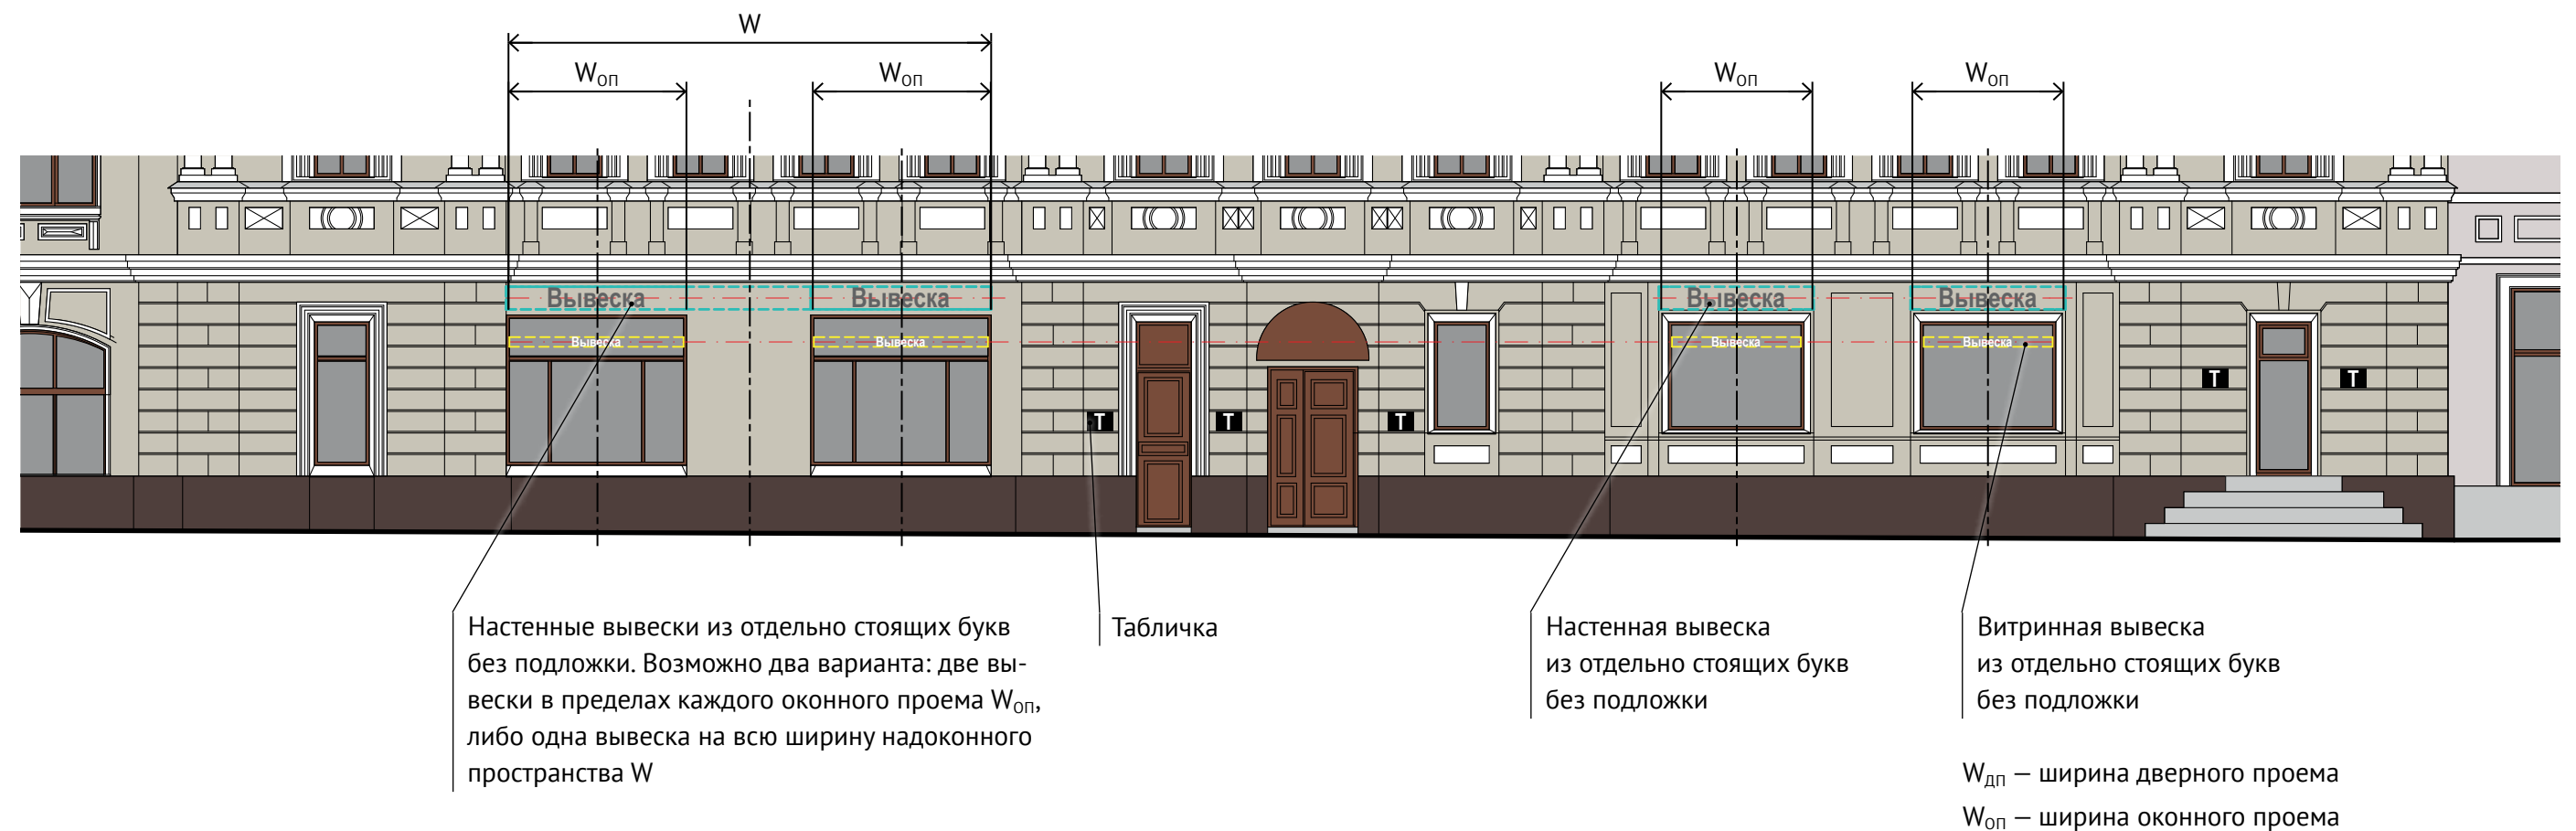 W
Wоп Wоп Wоп Wоп
Вывеска Вывеска Вывеска Вывеска
Вывеска Вывеска Вывеска Вывеска
Т Т
Т Т Т
Настенные вывески из отдельно стоящих букв
без подложки. Возможно два варианта: две вы-
вески в пределах каждого оконного проема Wоп,
либо одна вывеска на всю ширину надоконного
пространства W
Табличка
Настенная вывеска
из отдельно стоящих букв
без подложки
Витринная вывеска
из отдельно стоящих букв
без подложки
Wдп — ширина дверного проема
Wоп — ширина оконного проема